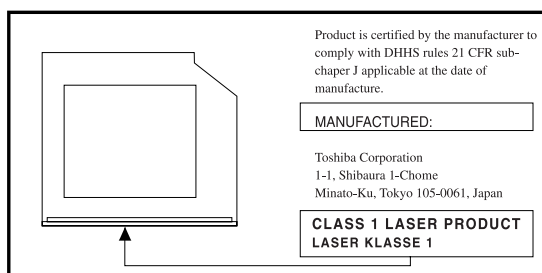 Product is certified by the manufacturer to
comply with DHHS rules 21 CFR sub-
chaper J applicable at the date of
manufacture.
MANUFACTURED:
Toshiba Corporation
1-1, Shibaura 1-Chome
Minato-Ku, Tokyo 105-0061, Japan
CLASS 1 LASER PRODUCT
LASER KLASSE 1